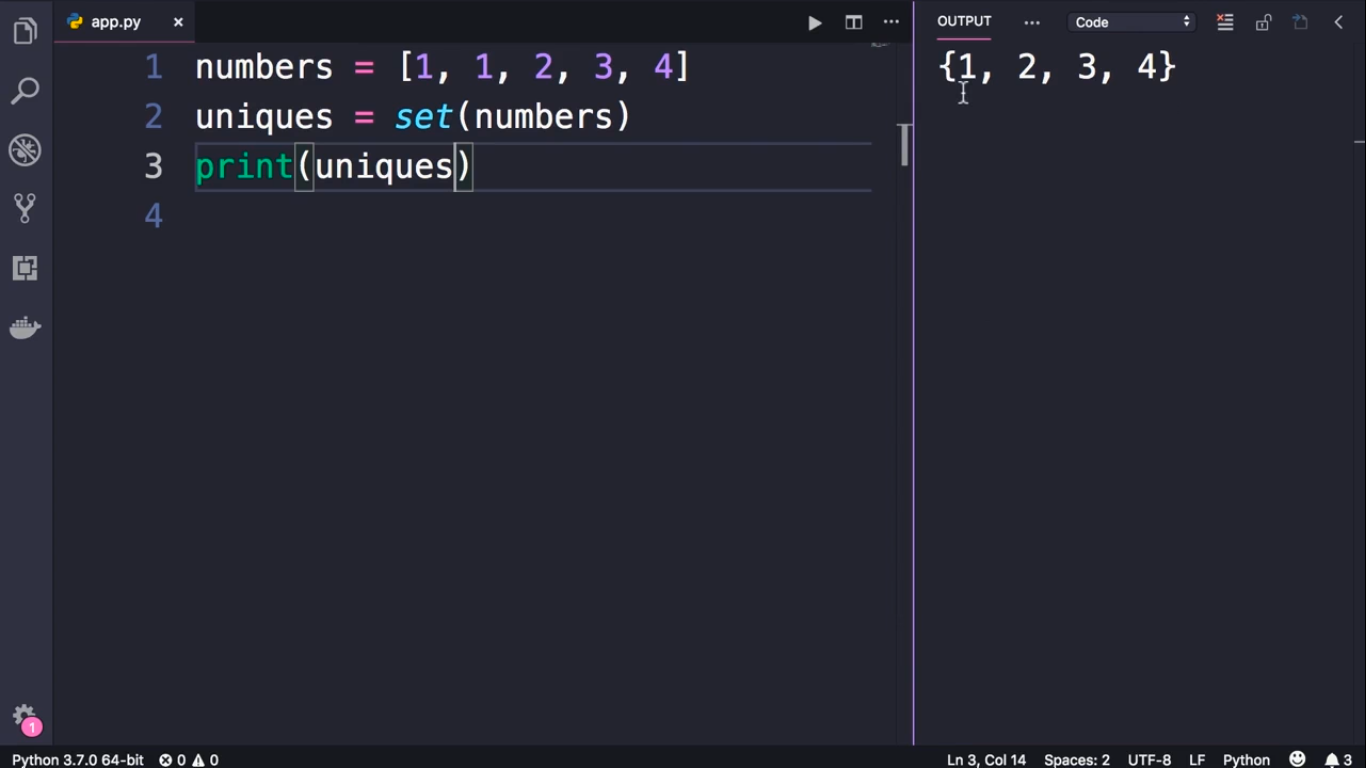 app.py ×
OUTPUT ··· Code
1 numbers = [1, 1, 2, 3, 4]
2 uniques = set(numbers)
3 print(uniques)
4
{1, 2, 3, 4}
1
Python 3.7.0 64-bit 0 0 Ln 3, Col 14 Spaces: 2 UTF-8 LF Python 3